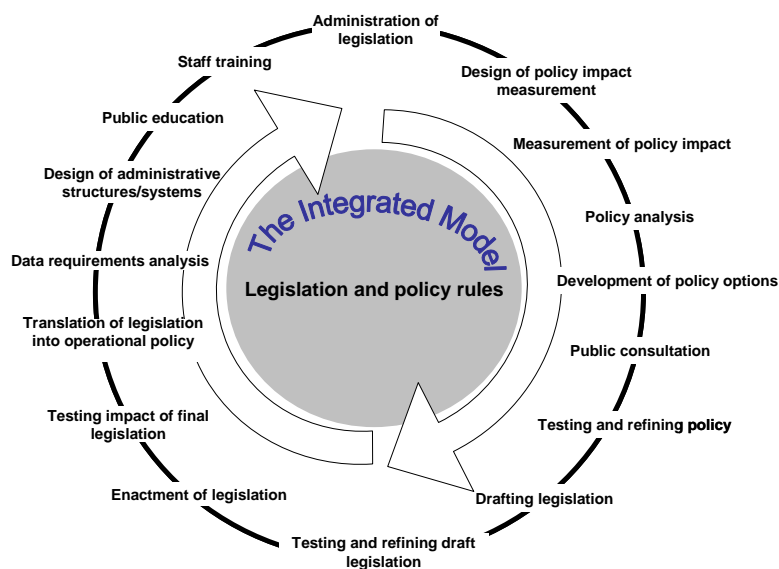 Administration of
legislation
Design of policy impact
measurement
Measurement of policy impact
Policy analysis
Development of policy options
Public consultation
Testing and refining policy
Drafting legislation
Testing and refining draft
legislation
Enactment of legislation
Testing impact of final
legislation
Translation of legislation
into operational policy
Data requirements analysis
Design of administrative
structures/systems
Public education
Staff training
The Integrated Model
Legislation and policy rules